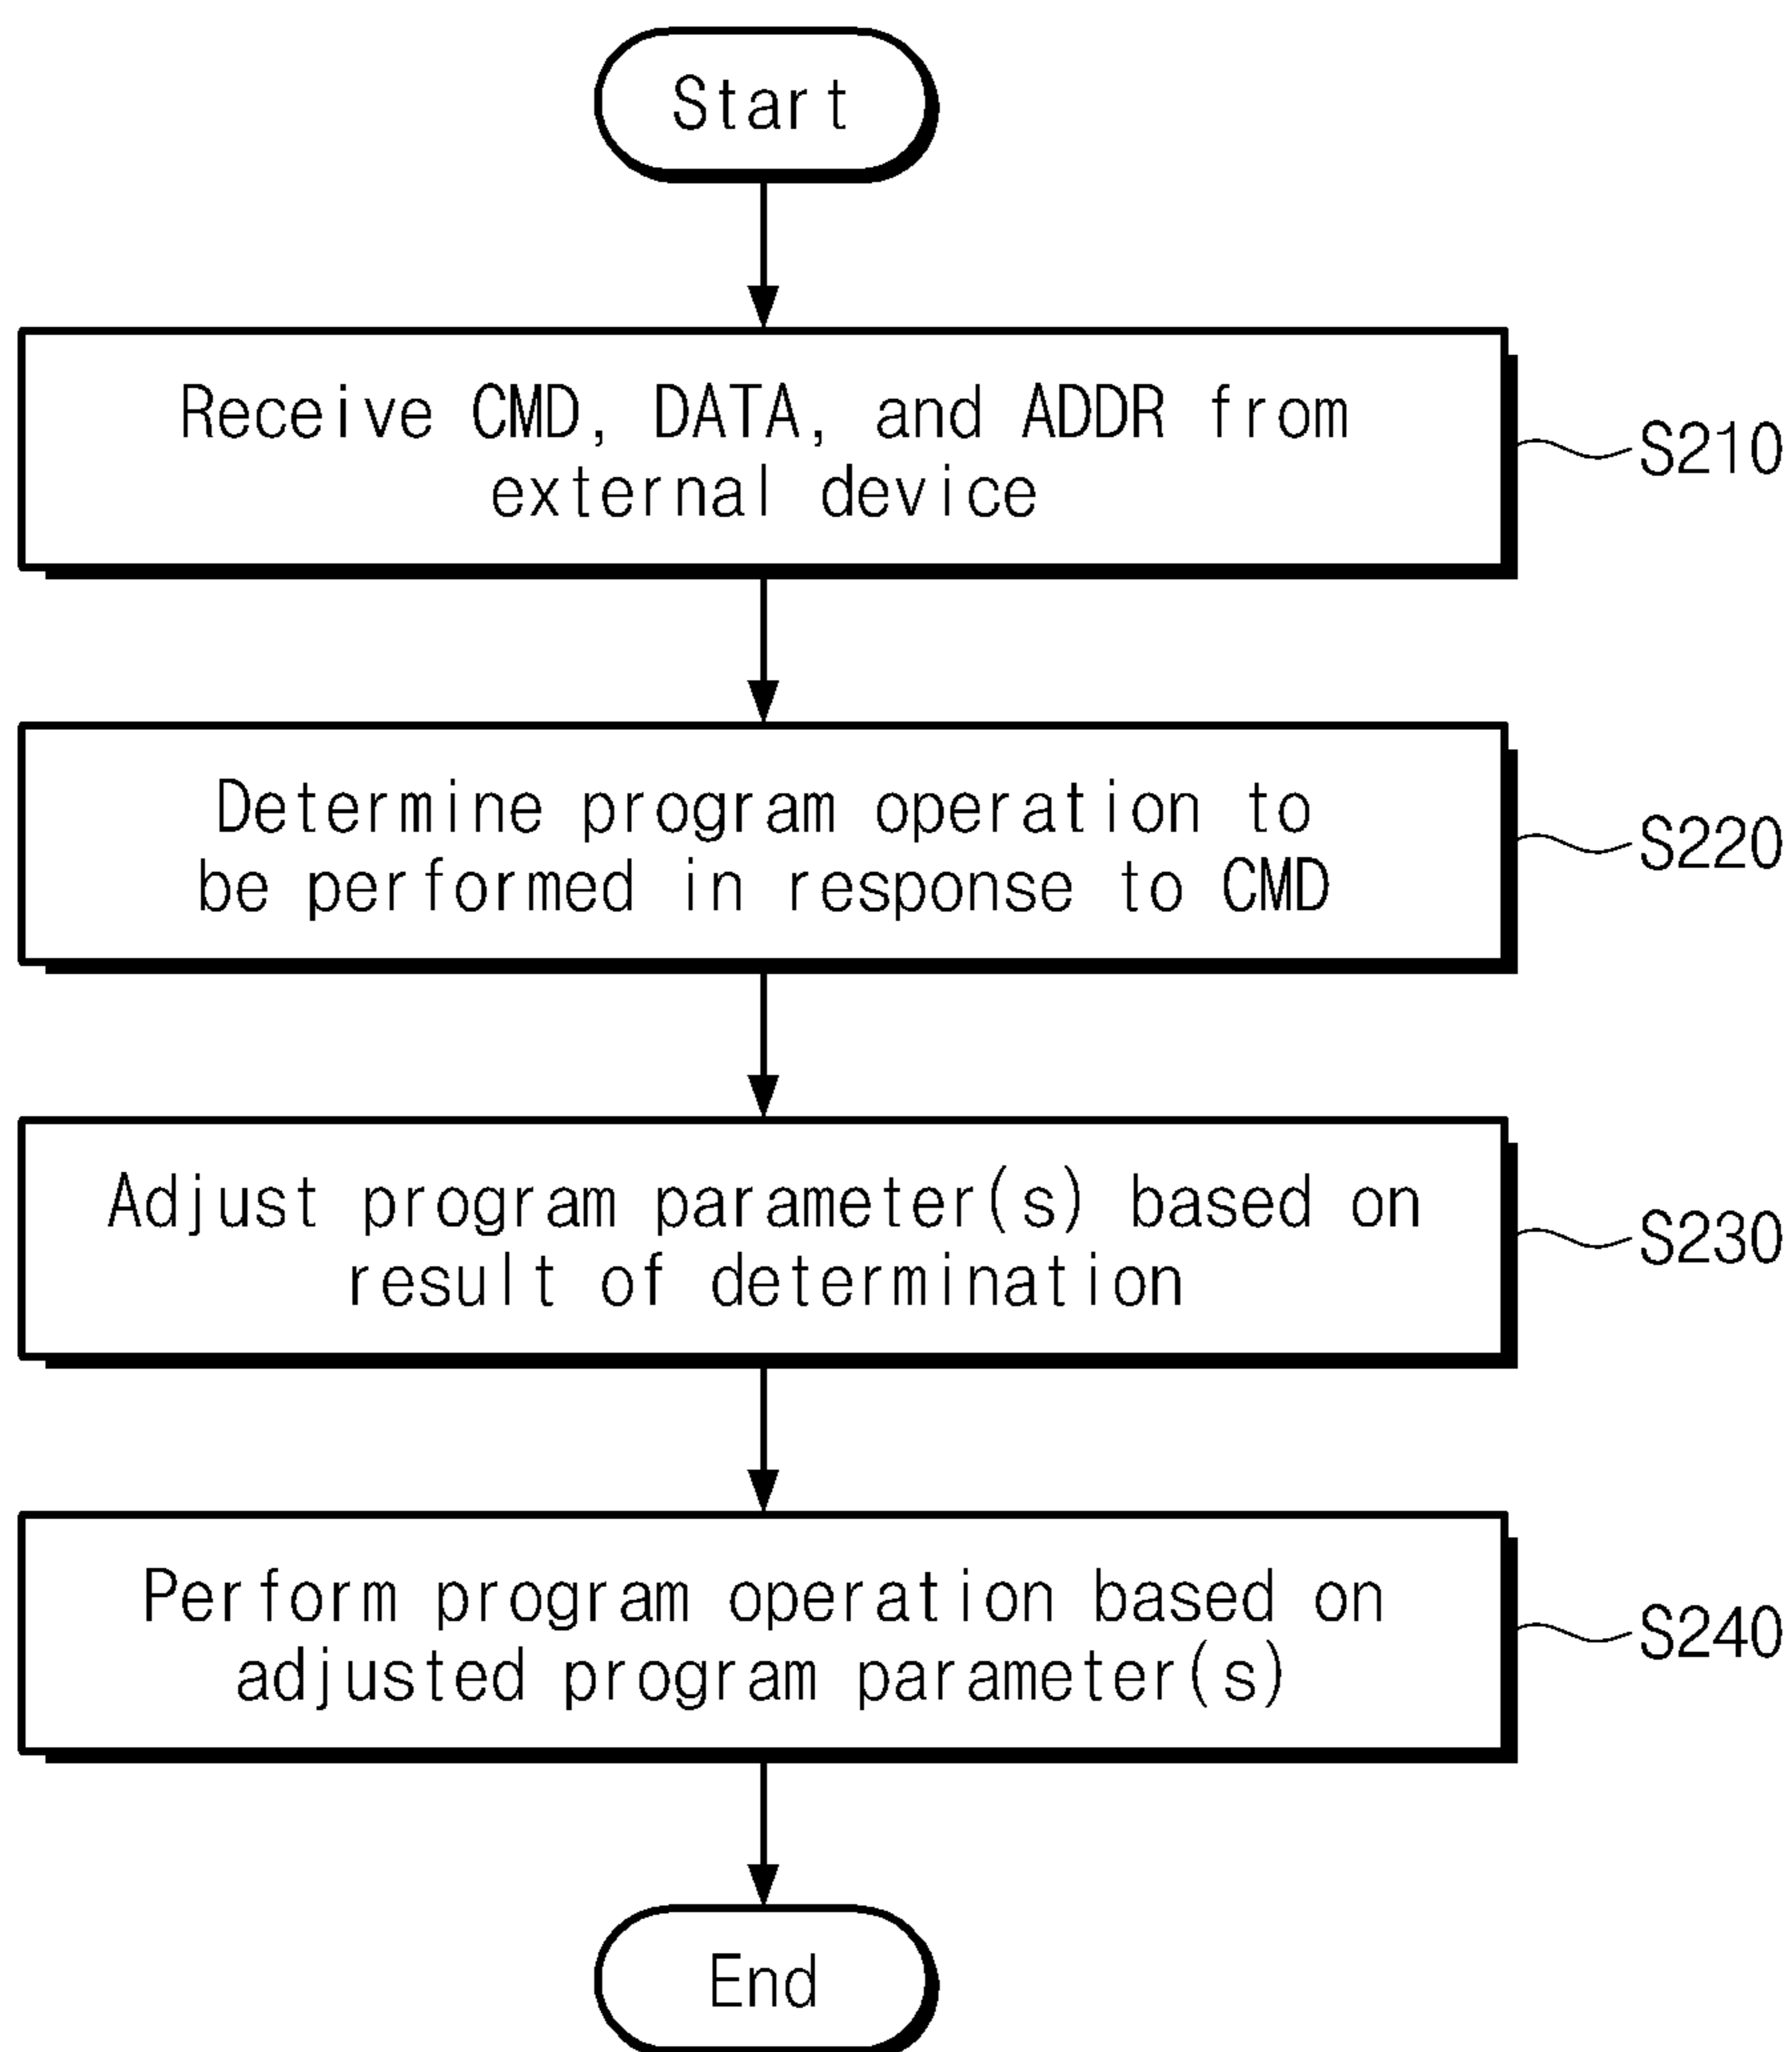 Start
Receive CMD, DATA, and ADDR from
external device
S210
Determine program operation to
be performed in response to CMD
S220
Adjust program parameter(s) based on
result of determination
S230
Perform program operation based on
adjusted program parameter(s)
S240
End